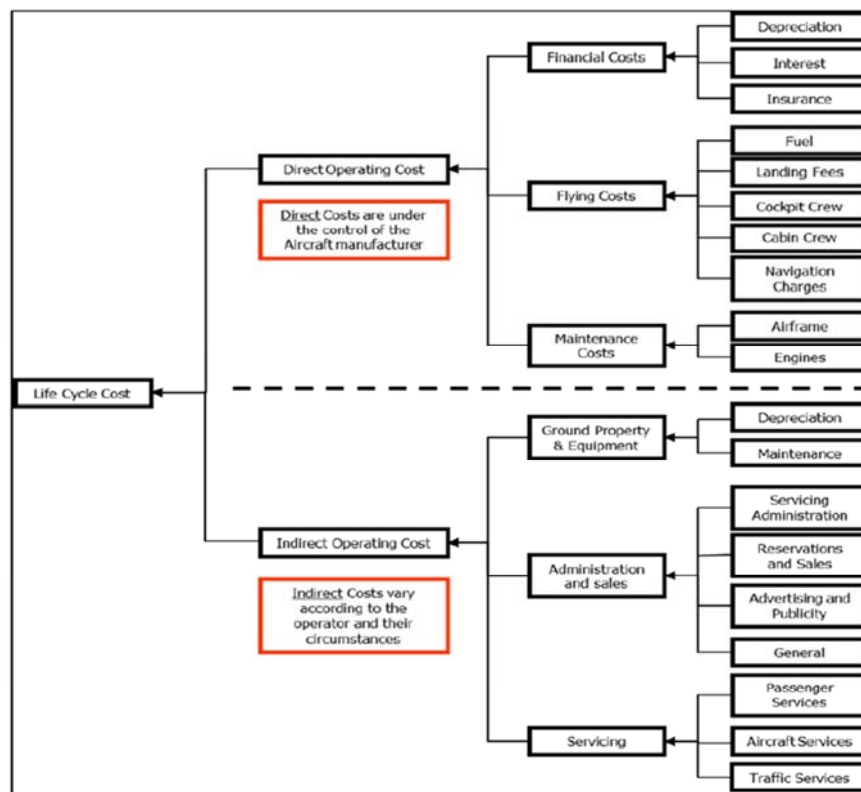 Depreciation
Financial Costs
Interest
Insurance
Fuel
Direct Operating Cost
Landing Fees
Flying Costs
Direct Costs are under
the control of the
Aircraft manufacturer
Cockpit Crew
Cabin Crew
Navigation
Charges
Airframe
Maintenance
Costs
Engines
Life Cycle Cost
Depreciation
Ground Property
& Equipment
Maintenance
Servicing
Administration
Indirect Operating Cost
Reservations
and Sales
Administration
and sales
Indirect Costs vary
according to the
operator and their
circumstances
Advertising and
Publicity
General
Passenger
Services
Servicing
Aircraft Services
Traffic Services